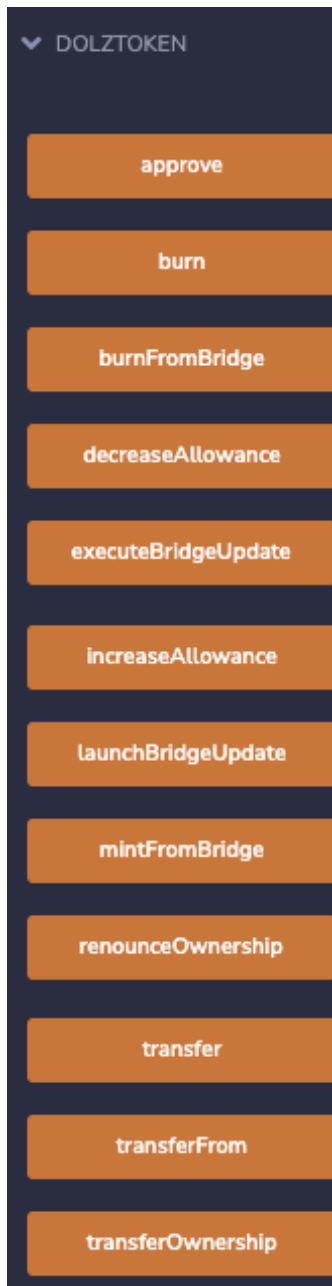 DOLZTOKEN
approve
burn
burnFromBridge
decreaseAllowance
executeBridgeUpdate
increaseAllowance
launchBridgeUpdate
mintFromBridge
renounceOwnership
transfer
transferFrom
transferOwnership